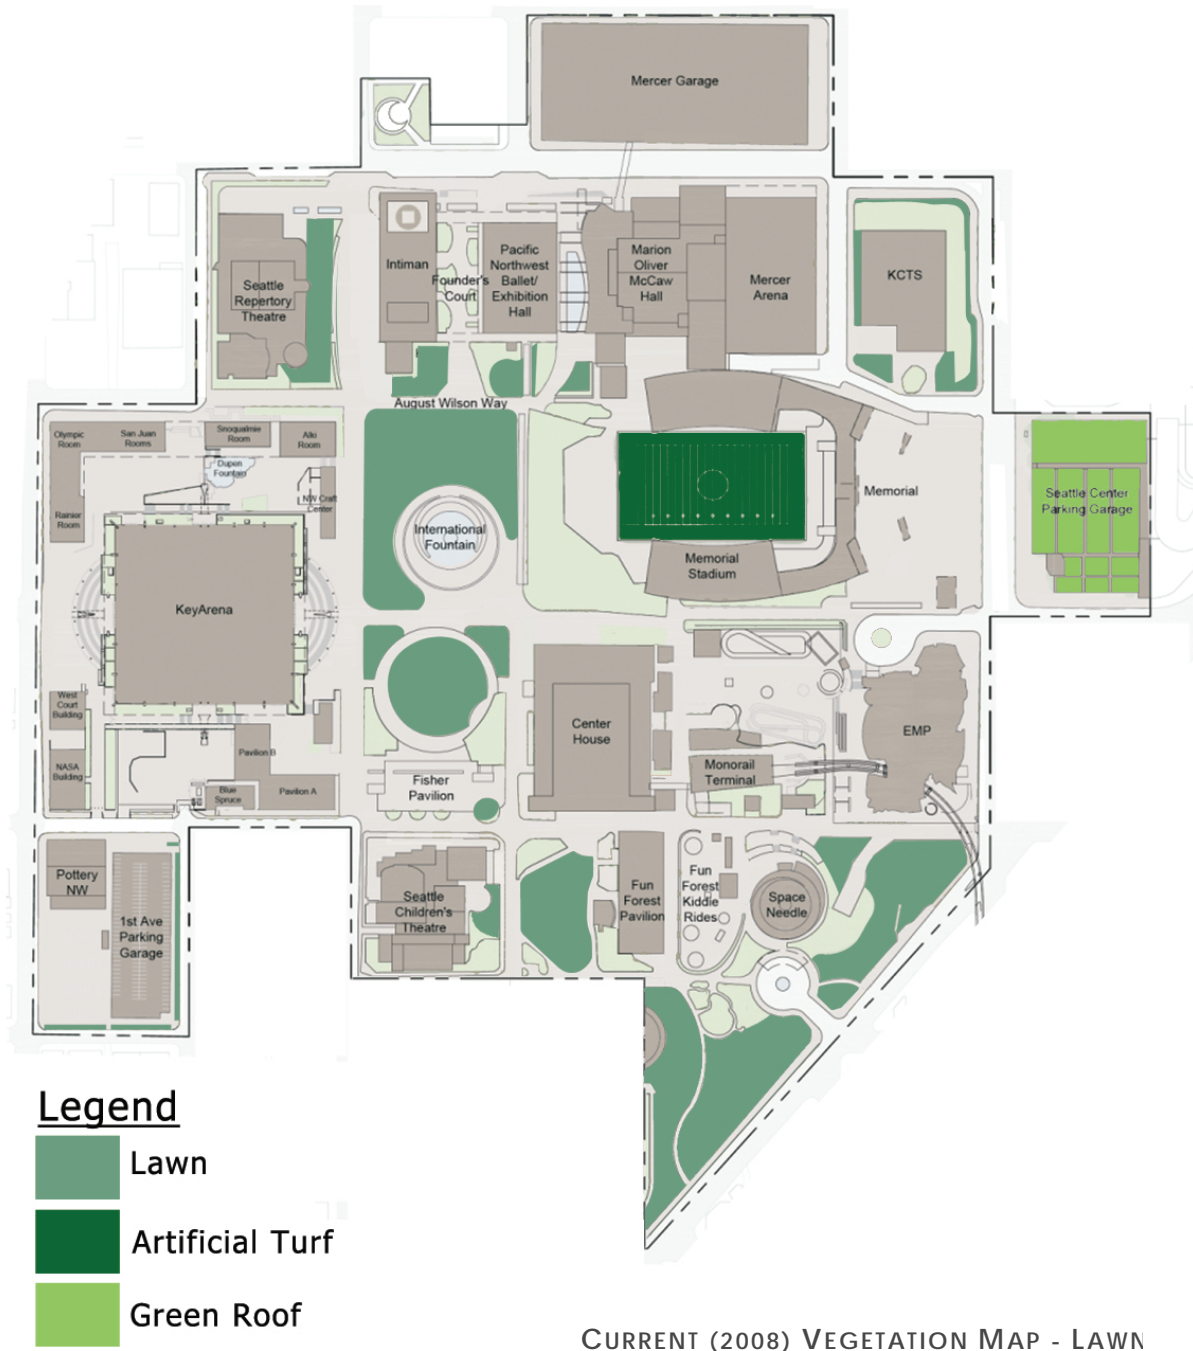 Mercer Garage
Seattle
Repertory
Theatre
Intiman
Founder's
Court
Pacific
Northwest
Ballet/
Exhibition
Hall
Marion
Oliver
McCaw
Hall
Mercer
Arena
KCTS
August Wilson Way
Olympic
Room
San Juan
Rooms
Snoqualmie
Room
Alki
Room
Dupen
Fountain
Rainier
Room
NW Craft
Center
International
Fountain
Memorial
Seattle Center
Parking Garage
Memorial
Stadium
KeyArena
West
Court
Building
NASA
Building
Pavilion B
Blue
Spruce
Pavilion A
Fisher
Pavilion
Center
House
Monorail
Terminal
EMP
Pottery
NW
1st Ave
Parking
Garage
Seattle
Children's
Theatre
Fun
Forest
Pavilion
Fun
Forest
Kiddie
Rides
Space
Needle
Legend
Lawn
Artificial Turf
Green Roof
CURRENT (2008) VEGETATION MAP - LAWN